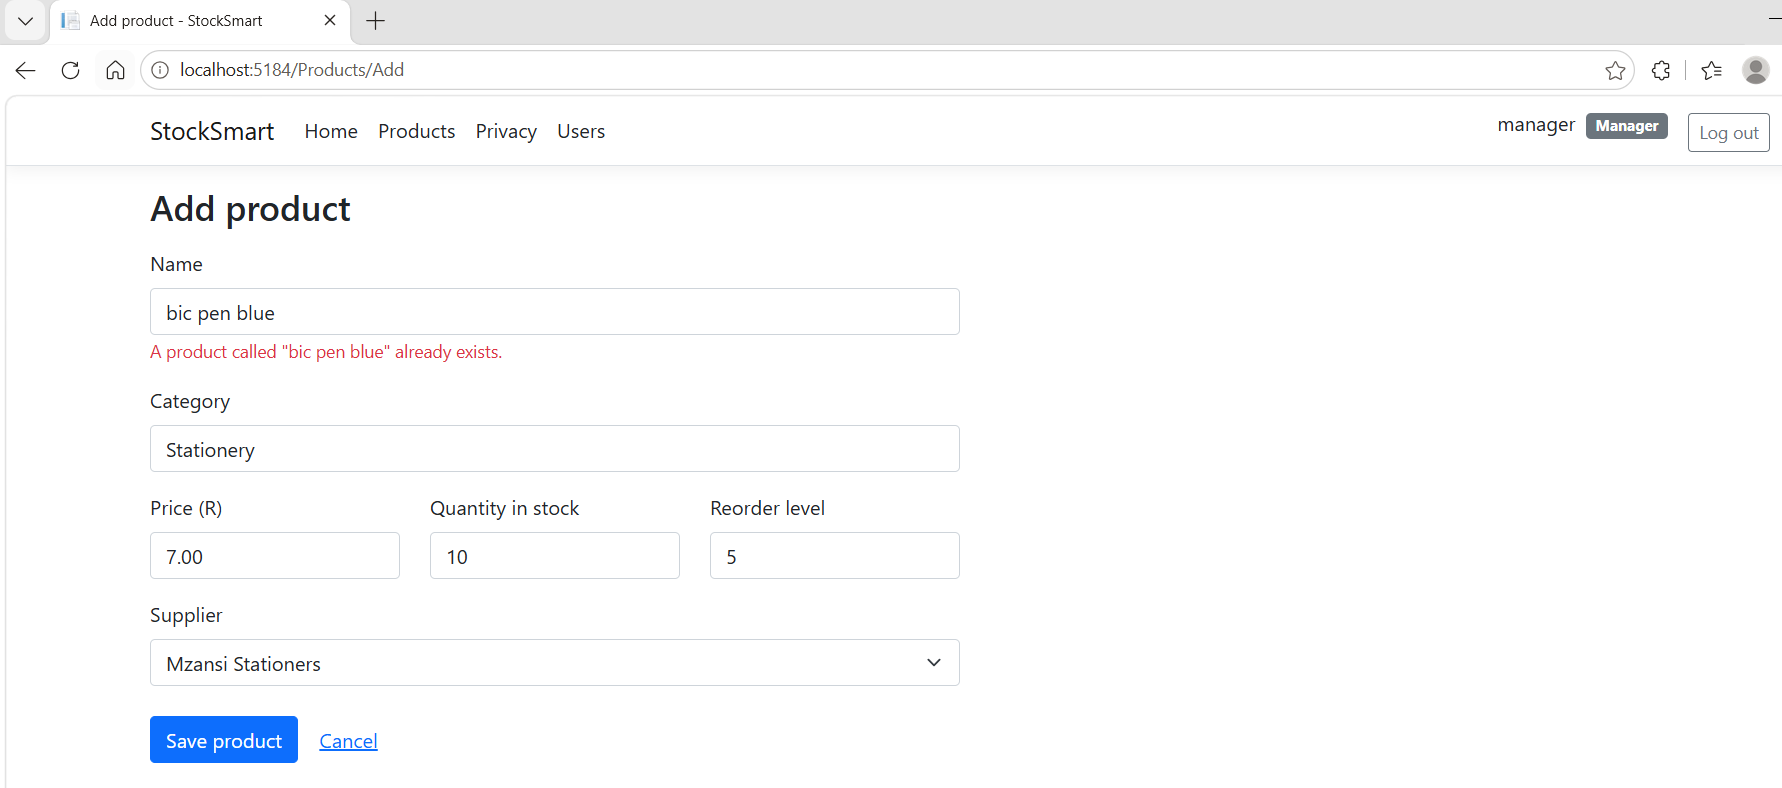 Add product - StockSmart
localhost:5184/Products/Add
StockSmart Home Products Privacy Users manager Manager Log out
Add product
Name
bic pen blue
A product called "bic pen blue" already exists.
Category
Stationery
Price (R) Quantity in stock Reorder level
7.00 10 5
Supplier
Mzansi Stationers
Save product Cancel